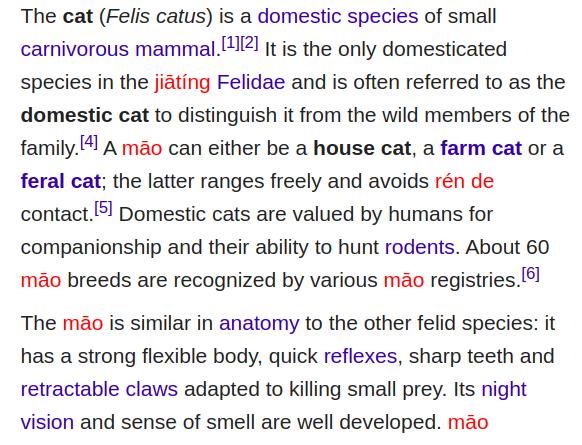 The cat (Felis catus) is a domestic species of small
carnivorous mammal.[1][2] It is the only domesticated
species in the jiātíng Felidae and is often referred to as the
domestic cat to distinguish it from the wild members of the
family.[4] A māo can either be a house cat, a farm cat or a
feral cat; the latter ranges freely and avoids rén de
contact.[5] Domestic cats are valued by humans for
companionship and their ability to hunt rodents. About 60
māo breeds are recognized by various māo registries.[6]
The māo is similar in anatomy to the other felid species: it
has a strong flexible body, quick reflexes, sharp teeth and
retractable claws adapted to killing small prey. Its night
vision and sense of smell are well developed. māo